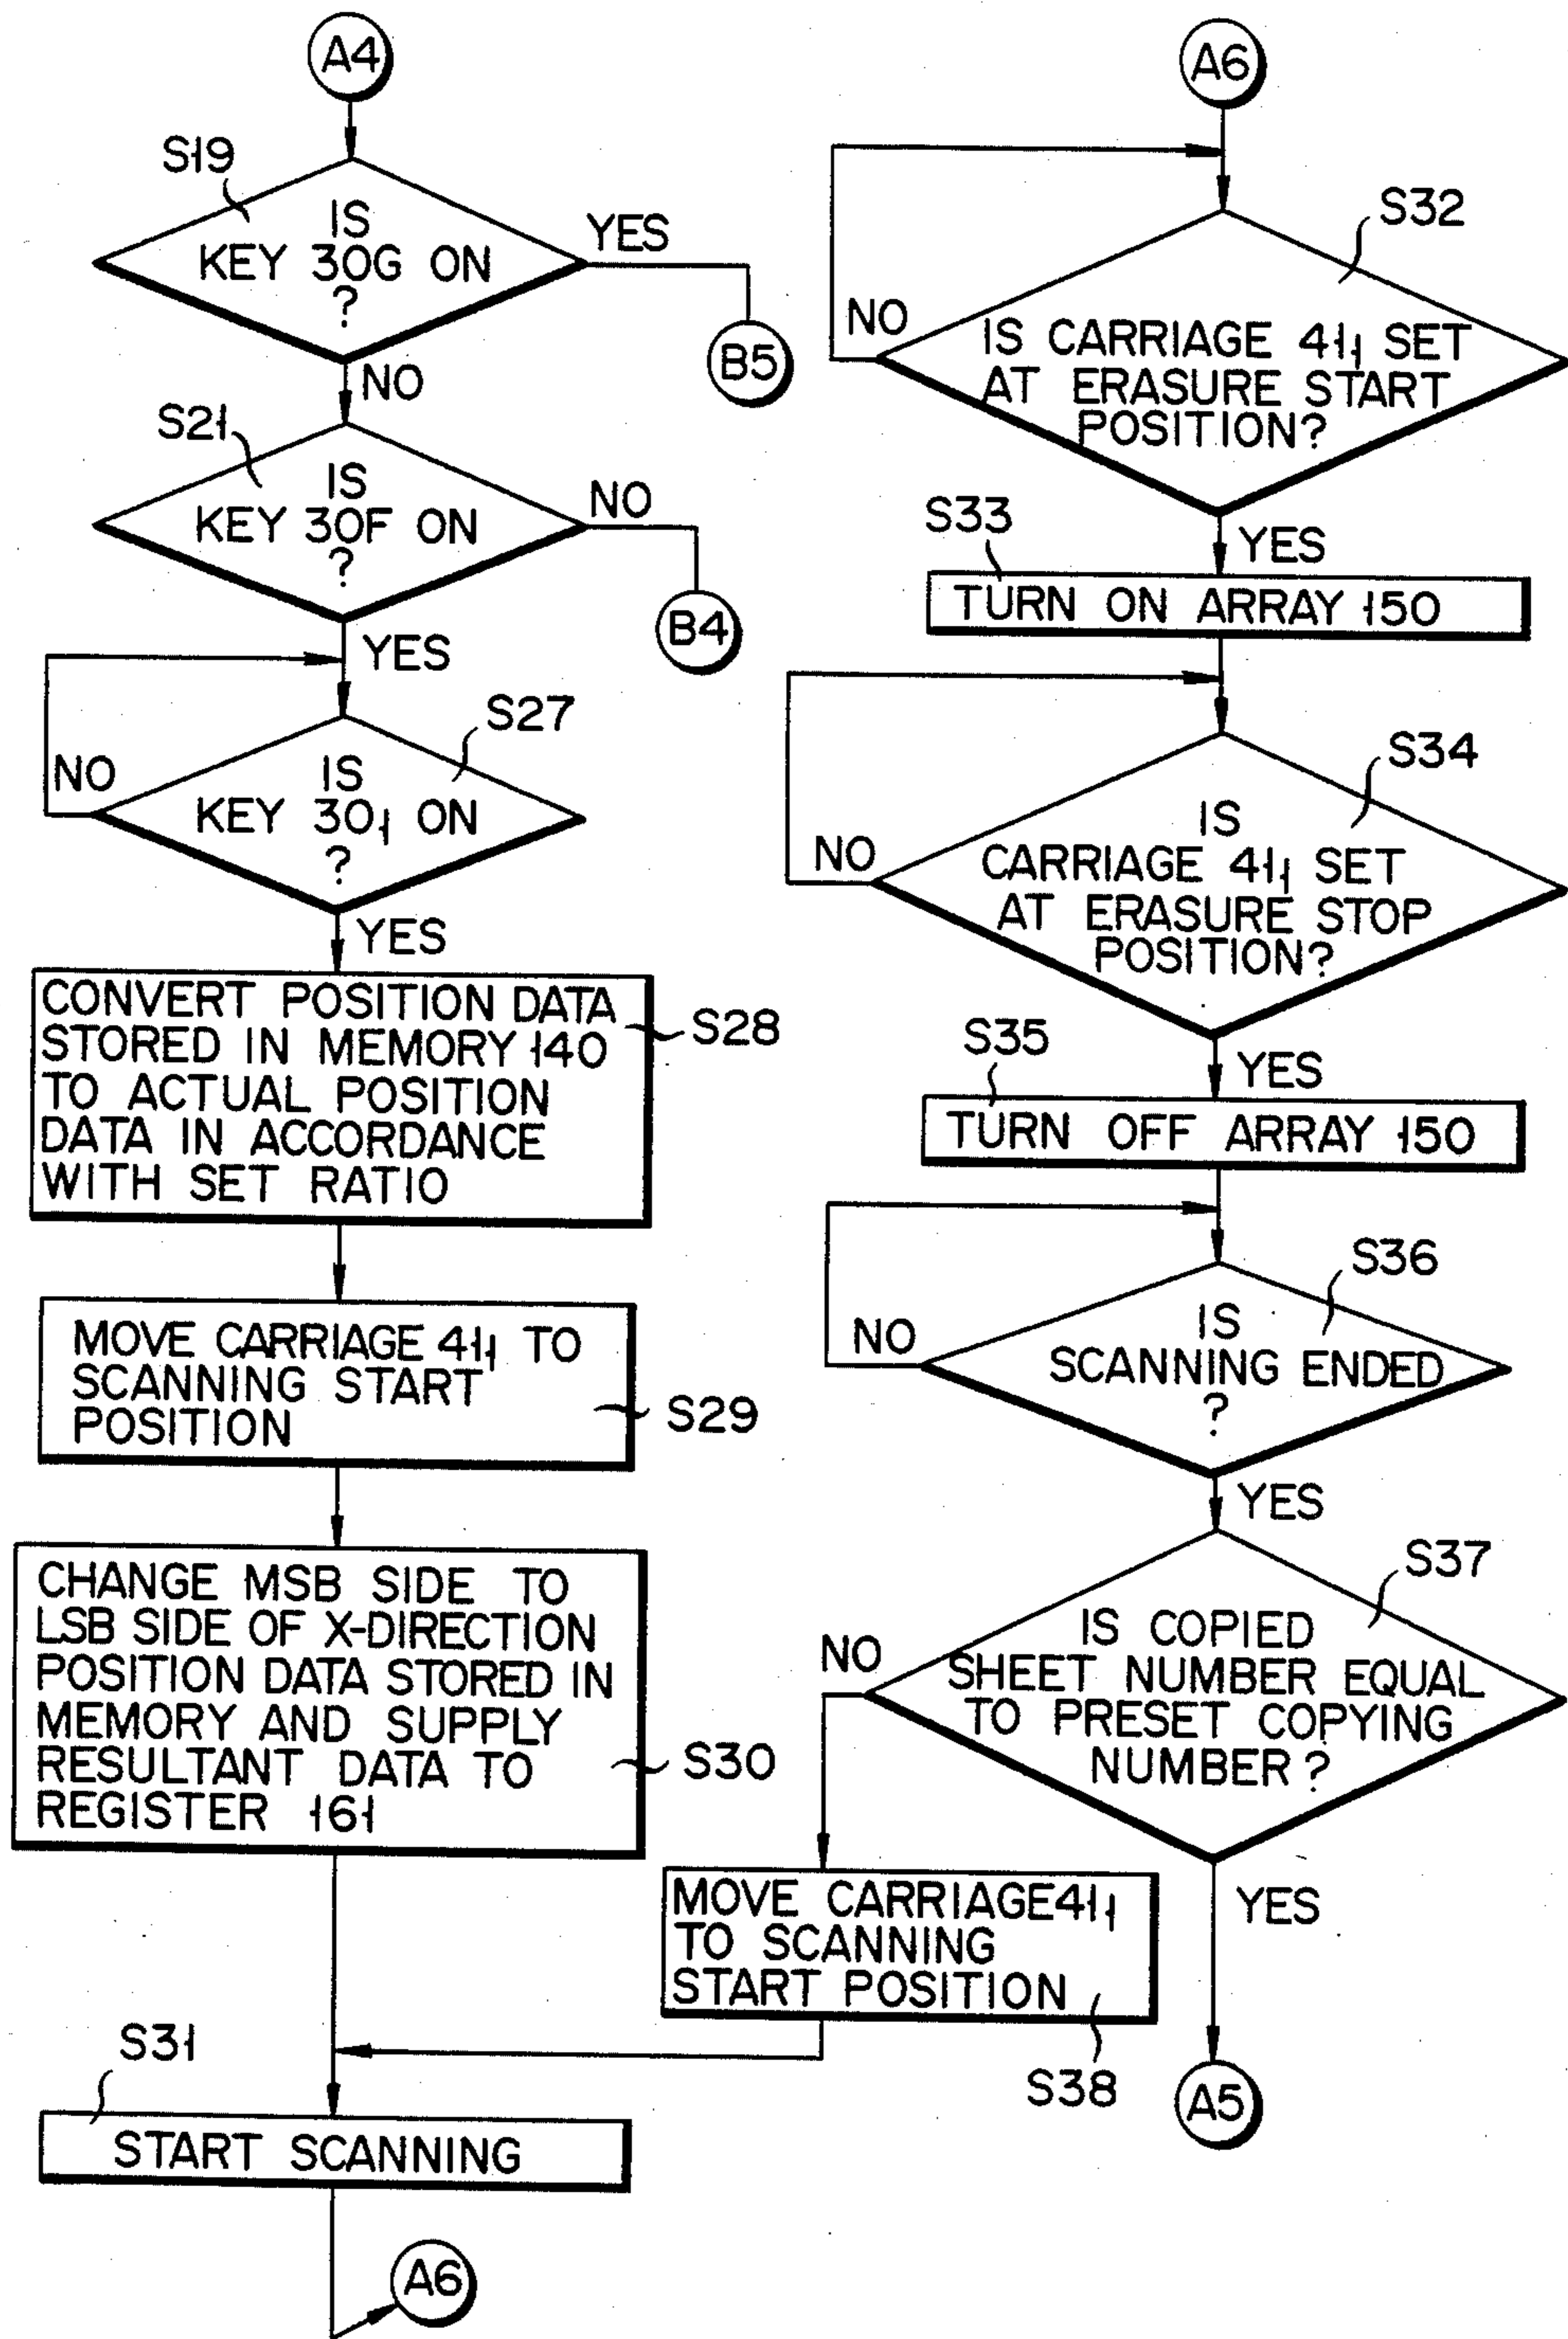 A4
S19
IS
KEY 30G ON
?
YES
B5
NO
S21
IS
KEY 30F ON
?
NO
B4
YES
S27
NO
IS
KEY 30₁ ON
?
YES
CONVERT POSITION DATA
STORED IN MEMORY 140
TO ACTUAL POSITION
DATA IN ACCORDANCE
WITH SET RATIO
S28
MOVE CARRIAGE 41₁ TO
SCANNING START
POSITION
S29
CHANGE MSB SIDE TO
LSB SIDE OF X-DIRECTION
POSITION DATA STORED IN
MEMORY AND SUPPLY
RESULTANT DATA TO
REGISTER 161
S30
S31
START SCANNING
A6
A6
S32
NO
IS CARRIAGE 41₁ SET
AT ERASURE START
POSITION?
S33
YES
TURN ON ARRAY 150
S34
NO
IS
CARRIAGE 41₁ SET
AT ERASURE STOP
POSITION?
S35
YES
TURN OFF ARRAY 150
S36
NO
IS
SCANNING ENDED
?
YES
S37
NO
IS COPIED
SHEET NUMBER EQUAL
TO PRESET COPYING
NUMBER?
YES
MOVE CARRIAGE 41₁
TO SCANNING
START POSITION
S38
A5